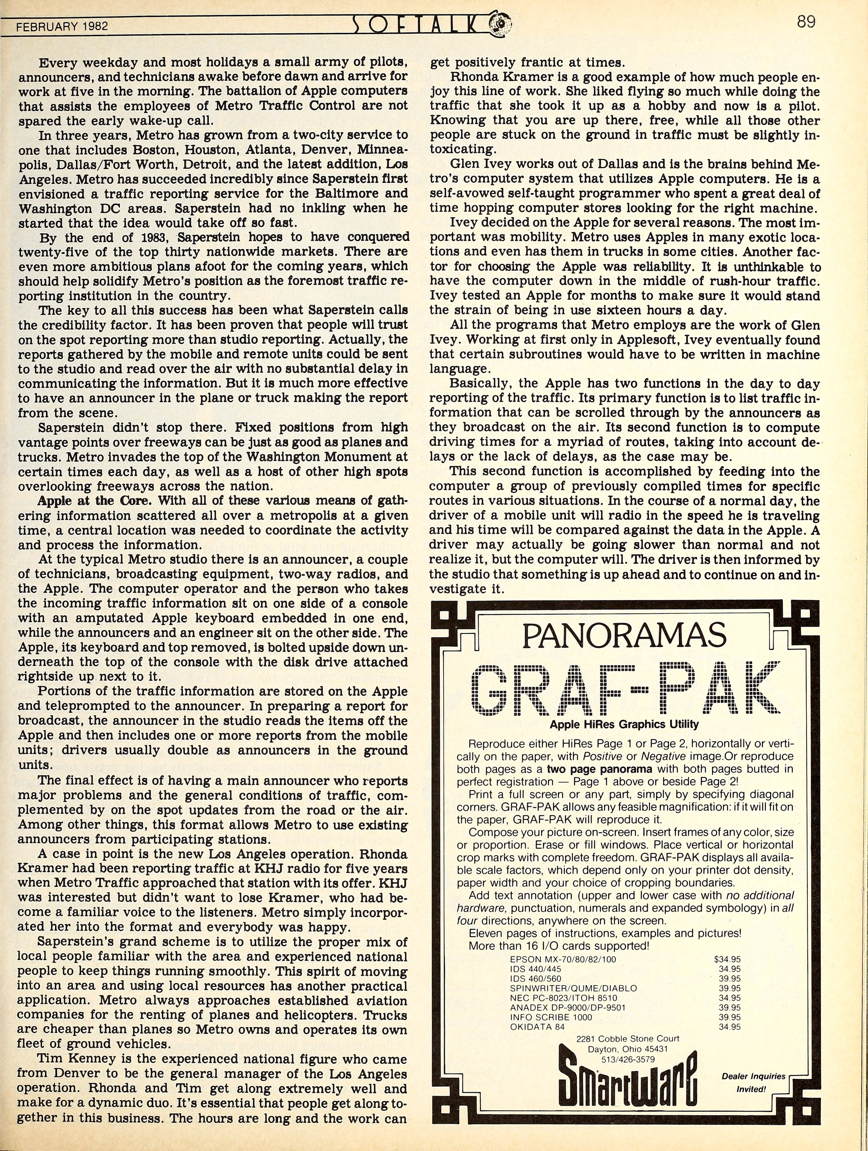 FEBRUARY 1982
SOFTALK
89
Every weekday and most holidays a small army of pilots,
announcers, and technicians awake before dawn and arrive for
work at five in the morning. The battalion of Apple computers
that assists the employees of Metro Traffic Control are not
spared the early wake-up call.
In three years, Metro has grown from a two-city service to
one that includes Boston, Houston, Atlanta, Denver, Minnea-
polis, Dallas/Fort Worth, Detroit, and the latest addition, Los
Angeles. Metro has succeeded incredibly since Saperstein first
envisioned a traffic reporting service for the Baltimore and
Washington DC areas. Saperstein had no inkling when he
started that the idea would take off so fast.
By the end of 1983, Saperstein hopes to have conquered
twenty-five of the top thirty nationwide markets. There are
even more ambitious plans afoot for the coming years, which
should help solidify Metro's position as the foremost traffic re-
porting institution in the country.
The key to all this success has been what Saperstein calls
the credibility factor. It has been proven that people will trust
on the spot reporting more than studio reporting. Actually, the
reports gathered by the mobile and remote units could be sent
to the studio and read over the air with no substantial delay in
communicating the information. But it is much more effective
to have an announcer in the plane or truck making the report
from the scene.
Saperstein didn't stop there. Fixed positions from high
vantage points over freeways can be just as good as planes and
trucks. Metro invades the top of the Washington Monument at
certain times each day, as well as a host of other high spots
overlooking freeways across the nation.
Apple at the Core. With all of these various means of gath-
ering information scattered all over a metropolis at a given
time, a central location was needed to coordinate the activity
and process the information.
At the typical Metro studio there is an announcer, a couple
of technicians, broadcasting equipment, two-way radios, and
the Apple. The computer operator and the person who takes
the incoming traffic information sit on one side of a console
with an amputated Apple keyboard embedded in one end,
while the announcers and an engineer sit on the other side. The
Apple, its keyboard and top removed, is bolted upside down un-
derneath the top of the console with the disk drive attached
rightside up next to it.
Portions of the traffic information are stored on the Apple
and teleprompted to the announcer. In preparing a report for
broadcast, the announcer in the studio reads the items off the
Apple and then includes one or more reports from the mobile
units; drivers usually double as announcers in the ground
units.
The final effect is of having a main announcer who reports
major problems and the general conditions of traffic, com-
plemented by on the spot updates from the road or the air.
Among other things, this format allows Metro to use existing
announcers from participating stations.
A case in point is the new Los Angeles operation. Rhonda
Kramer had been reporting traffic at KHJ radio for five years
when Metro Traffic approached that station with its offer. KHJ
was interested but didn't want to lose Kramer, who had be-
come a familiar voice to the listeners. Metro simply incorpor-
ated her into the format and everybody was happy.
Saperstein's grand scheme is to utilize the proper mix of
local people familiar with the area and experienced national
people to keep things running smoothly. This spirit of moving
into an area and using local resources has another practical
application. Metro always approaches established aviation
companies for the renting of planes and helicopters. Trucks
are cheaper than planes so Metro owns and operates its own
fleet of ground vehicles.
Tim Kenney is the experienced national figure who came
from Denver to be the general manager of the Los Angeles
operation. Rhonda and Tim get along extremely well and
make for a dynamic duo. It's essential that people get along to-
gether in this business. The hours are long and the work can
get positively frantic at times.
Rhonda Kramer is a good example of how much people en-
joy this line of work. She liked flying so much while doing the
traffic that she took it up as a hobby and now is a pilot.
Knowing that you are up there, free, while all those other
people are stuck on the ground in traffic must be slightly in-
toxicating.
Glen Ivey works out of Dallas and is the brains behind Me-
tro's computer system that utilizes Apple computers. He is a
self-avowed self-taught programmer who spent a great deal of
time hopping computer stores looking for the right machine.
Ivey decided on the Apple for several reasons. The most im-
portant was mobility. Metro uses Apples in many exotic loca-
tions and even has them in trucks in some cities. Another fac-
tor for choosing the Apple was reliability. It is unthinkable to
have the computer down in the middle of rush-hour traffic.
Ivey tested an Apple for months to make sure it would stand
the strain of being in use sixteen hours a day.
All the programs that Metro employs are the work of Glen
Ivey. Working at first only in Applesoft, Ivey eventually found
that certain subroutines would have to be written in machine
language.
Basically, the Apple has two functions in the day to day
reporting of the traffic. Its primary function is to list traffic in-
formation that can be scrolled through by the announcers as
they broadcast on the air. Its second function is to compute
driving times for a myriad of routes, taking into account de-
lays or the lack of delays, as the case may be.
This second function is accomplished by feeding into the
computer a group of previously compiled times for specific
routes in various situations. In the course of a normal day, the
driver of a mobile unit will radio in the speed he is traveling
and his time will be compared against the data in the Apple. A
driver may actually be going slower than normal and not
realize it, but the computer will. The driver is then informed by
the studio that something is up ahead and to continue on and in-
vestigate it.
PANORAMAS
GRAF-PAK
Apple HiRes Graphics Utility
Reproduce either HiRes Page 1 or Page 2, horizontally or verti-
cally on the paper, with Positive or Negative image.Or reproduce
both pages as a two page panorama with both pages butted in
perfect registration — Page 1 above or beside Page 2!
Print a full screen or any part, simply by specifying diagonal
corners. GRAF-PAK allows any feasible magnification: if it will fit on
the paper, GRAF-PAK will reproduce it.
Compose your picture on-screen. Insert frames of any color, size
or proportion. Erase or fill windows. Place vertical or horizontal
crop marks with complete freedom. GRAF-PAK displays all availa-
ble scale factors, which depend only on your printer dot density,
paper width and your choice of cropping boundaries.
Add text annotation (upper and lower case with no additional
hardware, punctuation, numerals and expanded symbology) in all
four directions, anywhere on the screen.
Eleven pages of instructions, examples and pictures!
More than 16 I/O cards supported!
EPSON MX-70/80/82/100 $34.95
IDS 440/445 34.95
IDS 460/560 39.95
SPINWRITER/QUME/DIABLO 39.95
NEC PC-8023/ITOH 8510 34.95
ANADEX DP-9000/DP-9501 39.95
INFO SCRIBE 1000 39.95
OKIDATA 84 34.95
2281 Cobble Stone Court
Dayton, Ohio 45431
513/426-3579
SmartWare
Dealer Inquiries
Invited!